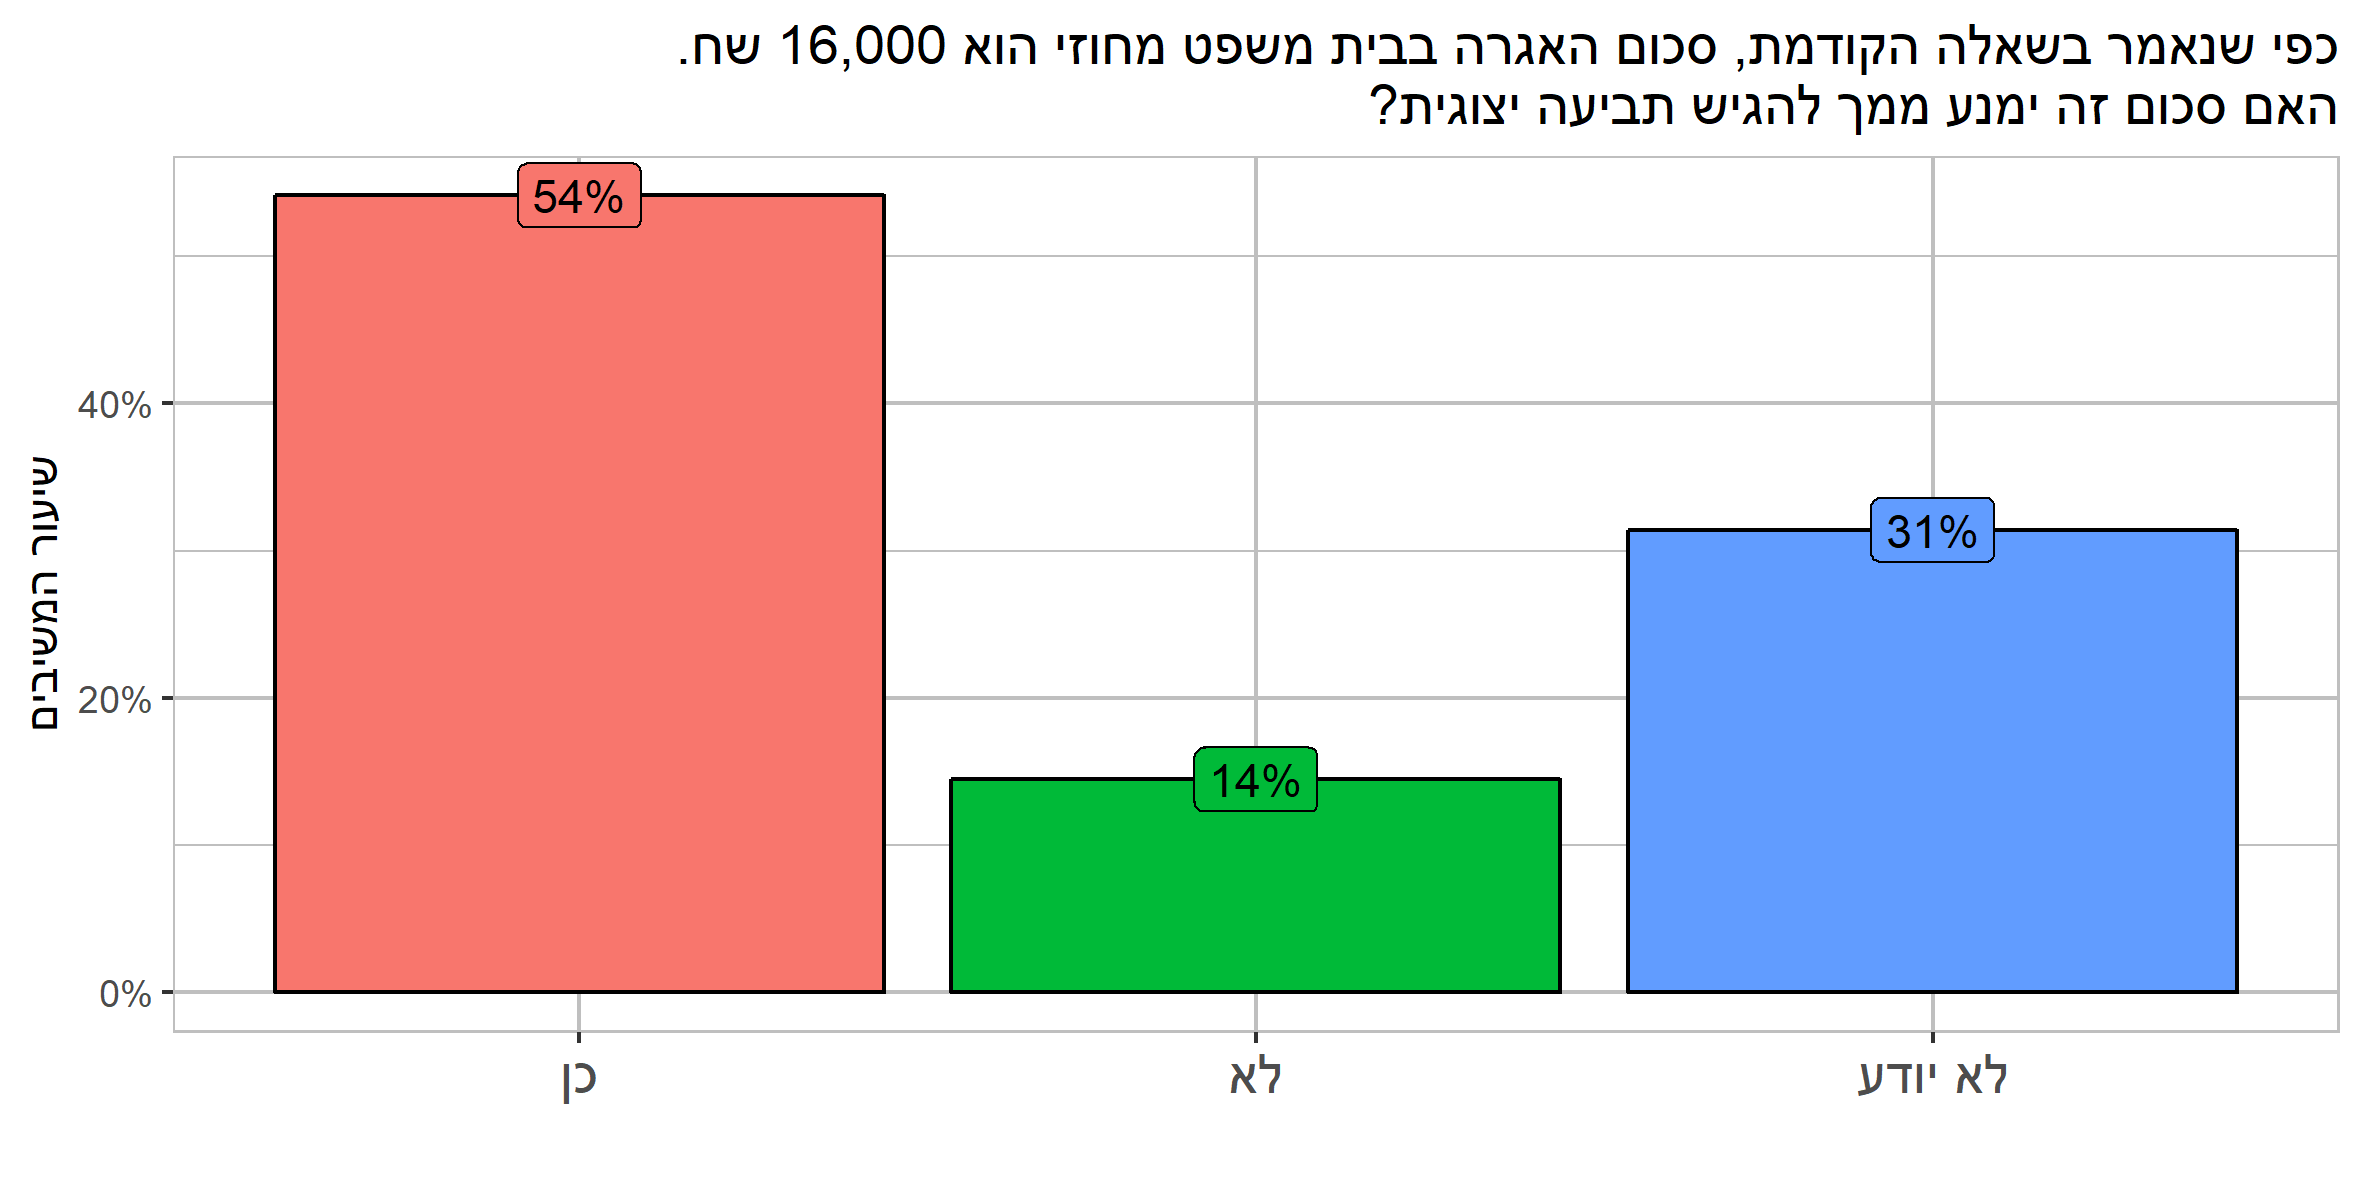 כפי שנאמר בשאלה הקודמת, סכום האגרה בבית משפט מחוזי הוא 16,000 שח.
האם סכום זה ימנע ממך להגיש תביעה יצוגית?
שיעור המשיבים
40%
20%
0%
54%
14%
31%
כן
לא
לא יודע